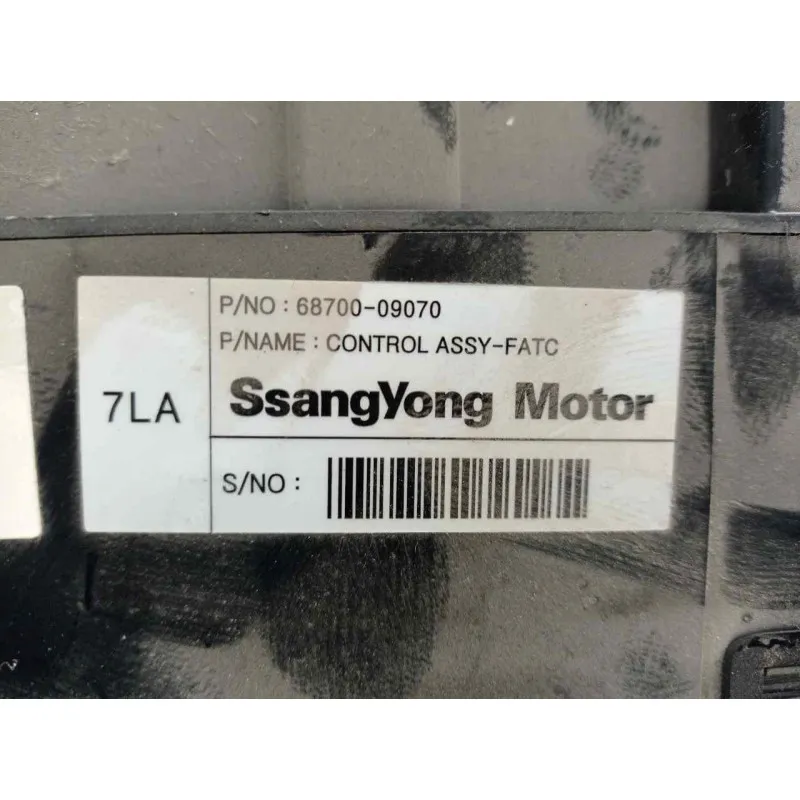 7LA
P/NO : 68700-09070
P/NAME : CONTROL ASSY-FATC
SsangYong Motor
S/NO :